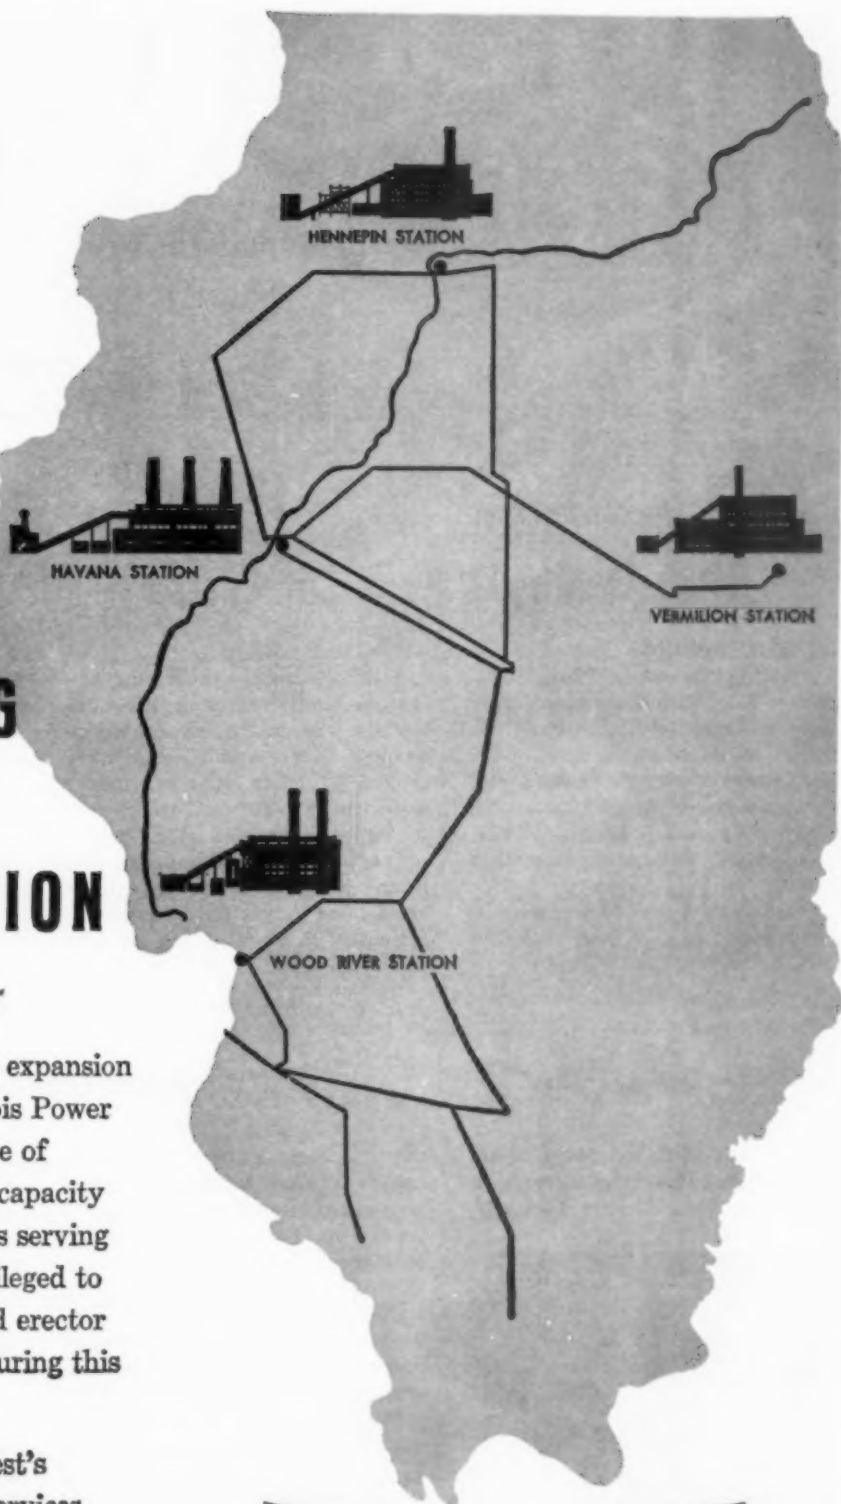 HENNEPIN STATION
HAVANA STATION
VERMILION STATION
G
ION
WOOD RIVER STATION
expansion
is Power
e of
capacity
s serving
leged to
erector
uring this
est's